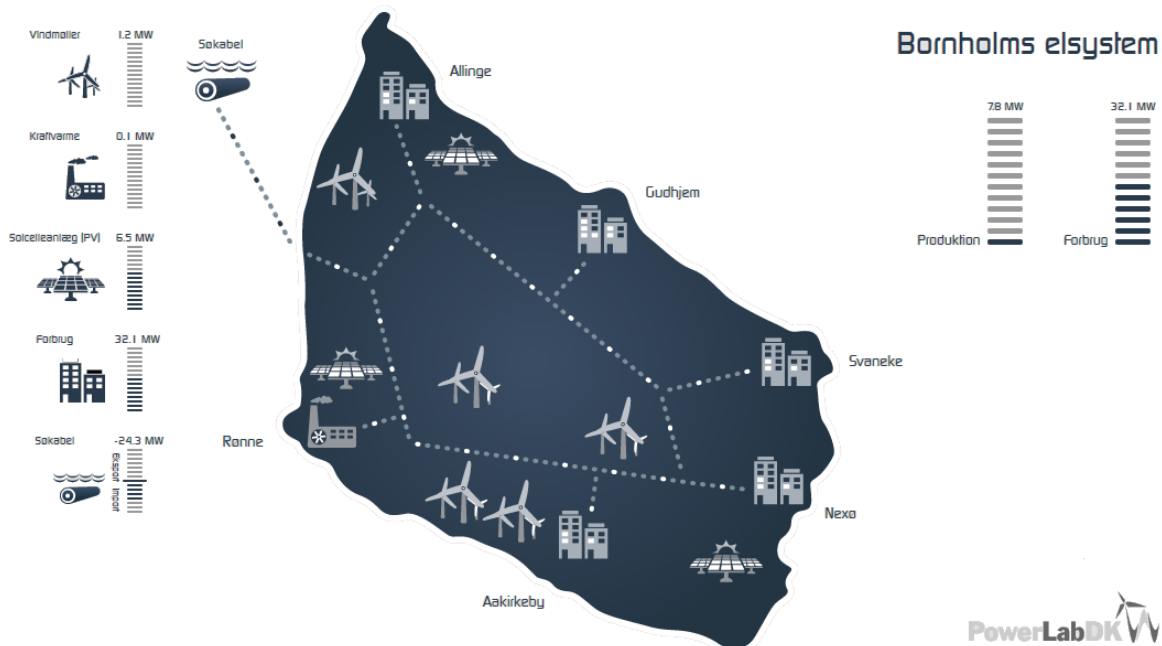 Bornholms elsystem
Vindmøller 1.2 MW
Kraftvarme 0.1 MW
Solcelleanlæg (PV) 6.5 MW
Forbrug 32.1 MW
Søkabel -24.3 MW
Eksport
Import
Søkabel
Allinge
Gudhjem
Svaneke
Nexø
Aakirkeby
Rønne
7.8 MW 32.1 MW
Produktion Forbrug
PowerLabDK